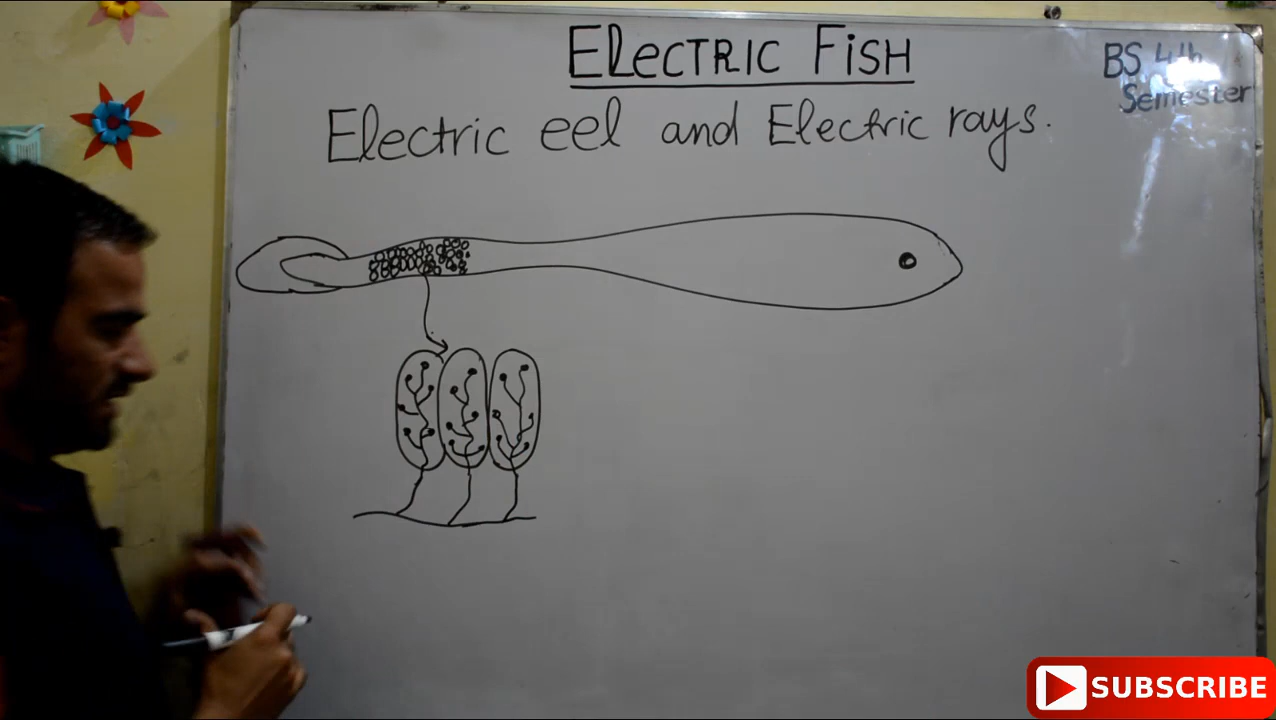 ELECTRIC FISH
BS 4th
Semester
Electric eel and Electric rays.
SUBSCRIBE